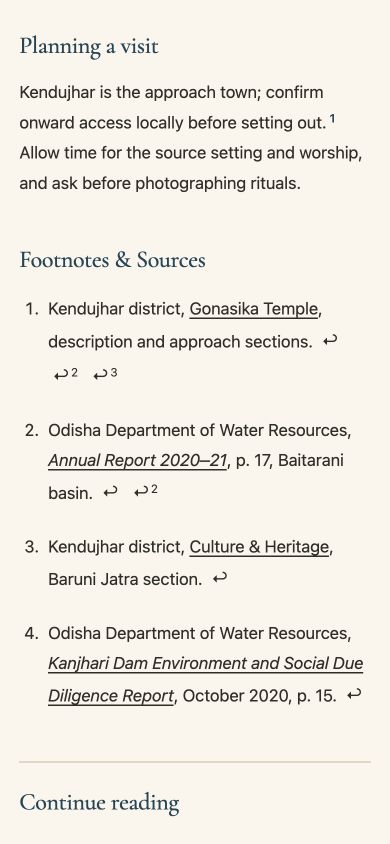 Planning a visit
Kendujhar is the approach town; confirm
onward access locally before setting out. 1
Allow time for the source setting and worship,
and ask before photographing rituals.
Footnotes & Sources
1. Kendujhar district, Gonasika Temple,
description and approach sections. ↩
↩2 ↩3
2. Odisha Department of Water Resources,
Annual Report 2020–21, p. 17, Baitarani
basin. ↩ ↩2
3. Kendujhar district, Culture & Heritage,
Baruni Jatra section. ↩
4. Odisha Department of Water Resources,
Kanjhari Dam Environment and Social Due
Diligence Report, October 2020, p. 15. ↩
Continue reading